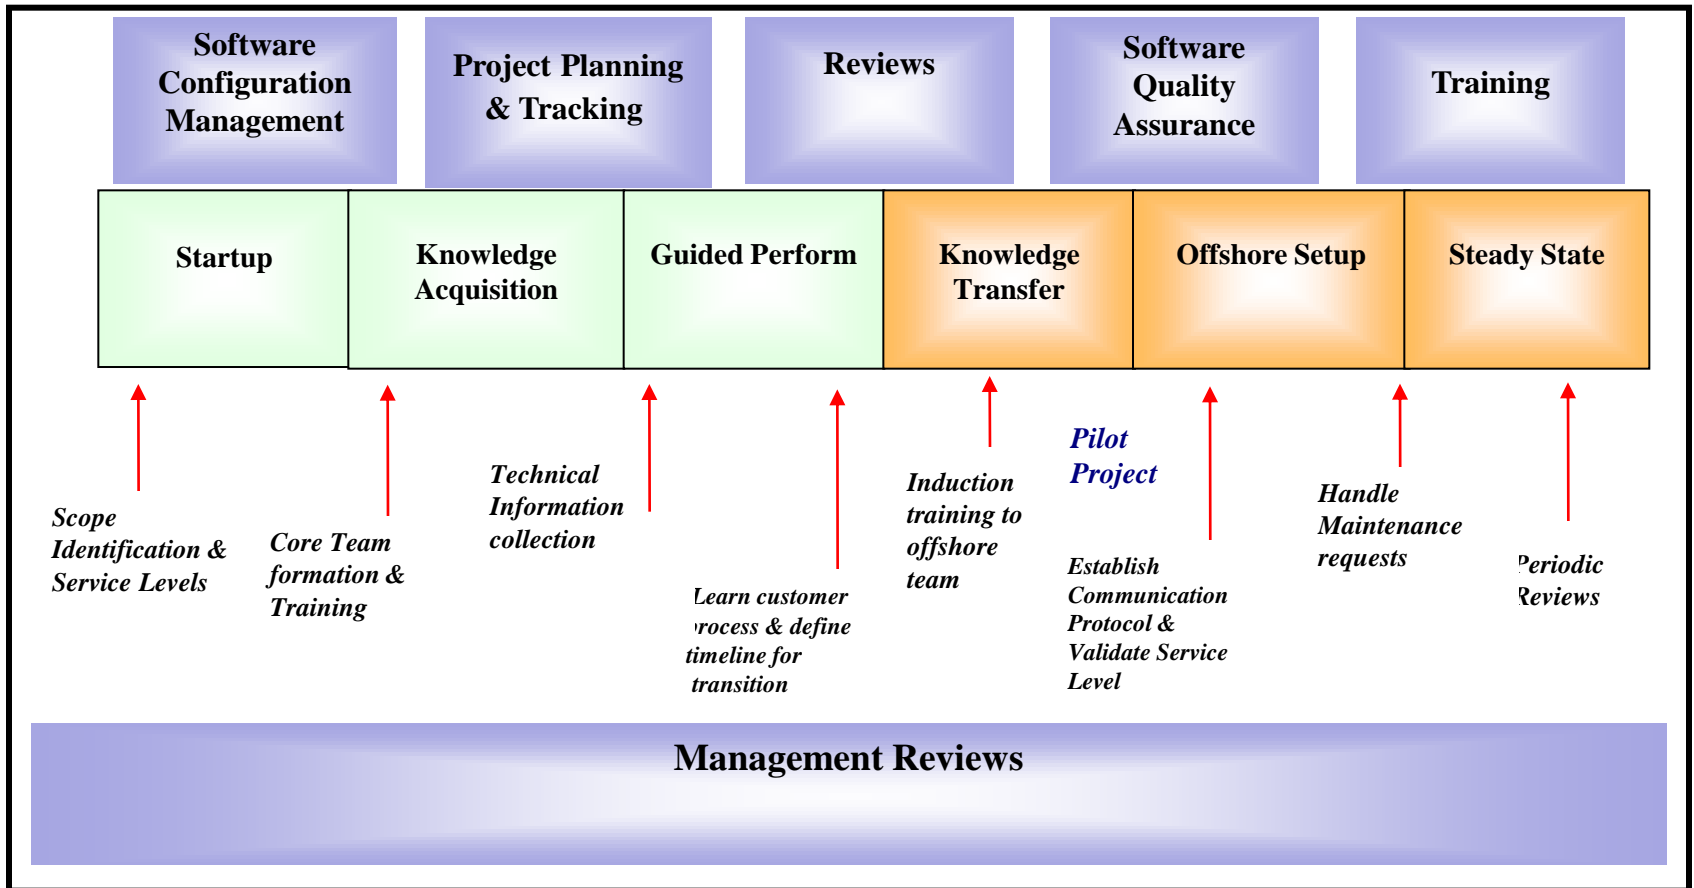 Software
Configuration
Management
Project Planning
& Tracking
Reviews
Software
Quality
Assurance
Training
Startup
Knowledge
Acquisition
Guided Perform
Knowledge
Transfer
Offshore Setup
Steady State
Scope
Identification &
Service Levels
Core Team
formation &
Training
Technical
Information
collection
Learn customer
process & define
timeline for
transition
Induction
training to
offshore
team
Pilot
Project
Establish
Communication
Protocol &
Validate Service
Level
Handle
Maintenance
requests
Periodic
Reviews
Management Reviews